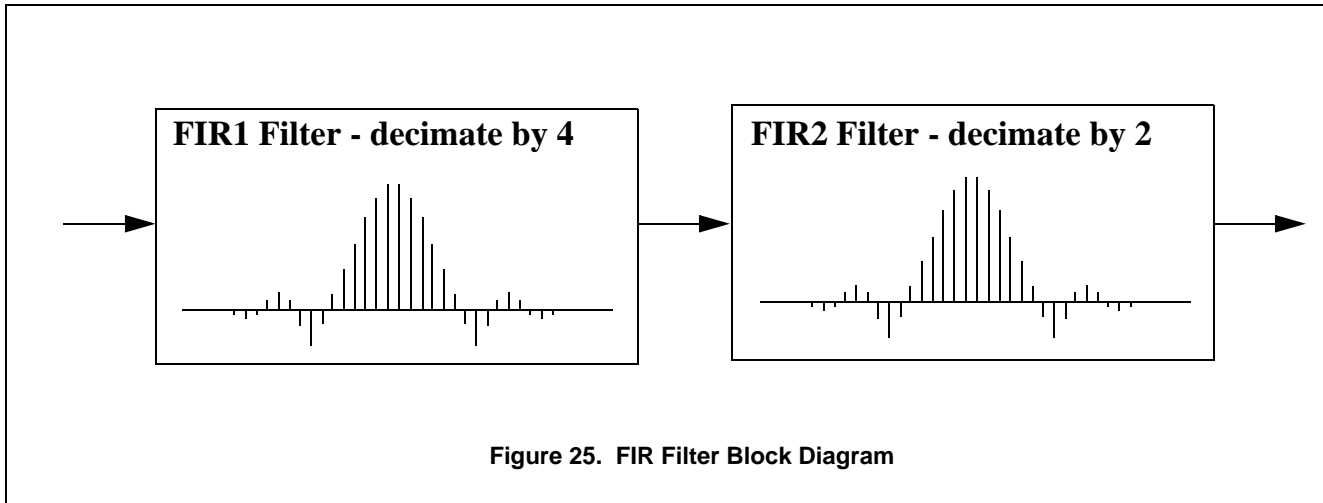 FIR1 Filter - decimate by 4
FIR2 Filter - decimate by 2
Figure 25. FIR Filter Block Diagram